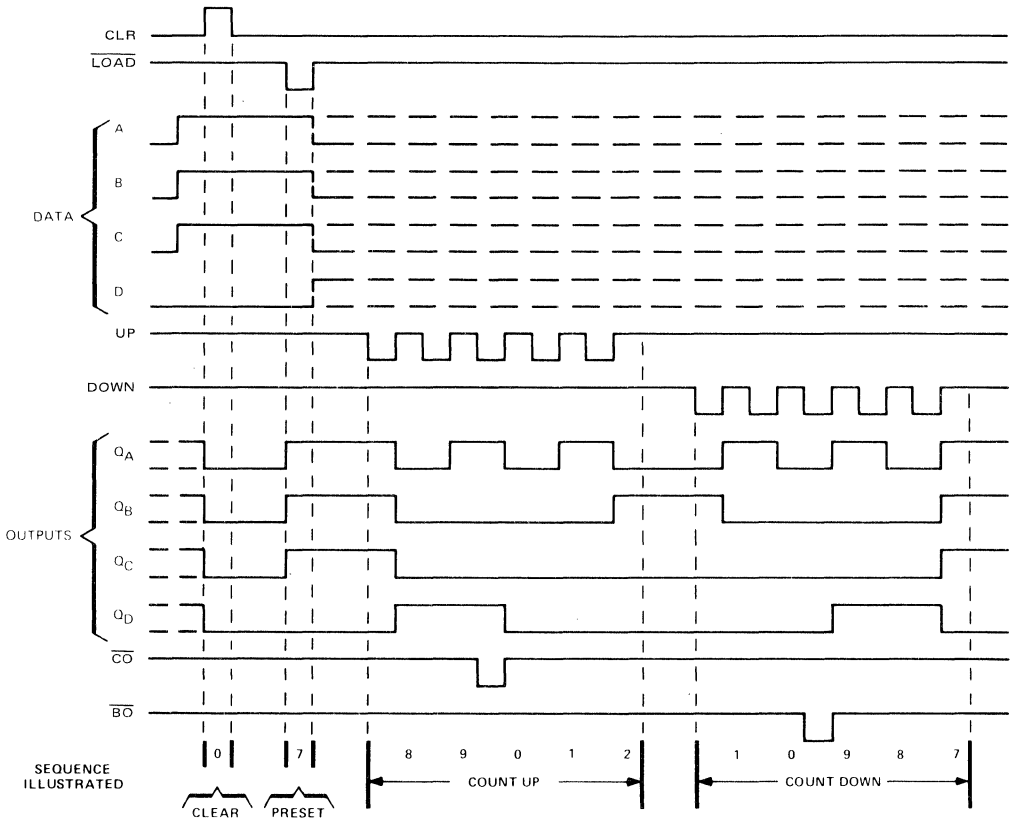 CLR
LOAD
A
B
DATA
C
D
UP
DOWN
QA
QB
OUTPUTS
QC
QD
CO
BO
SEQUENCE
ILLUSTRATED
0 7 8 9 0 1 2 1 0 9 8 7
COUNT UP COUNT DOWN
CLEAR PRESET